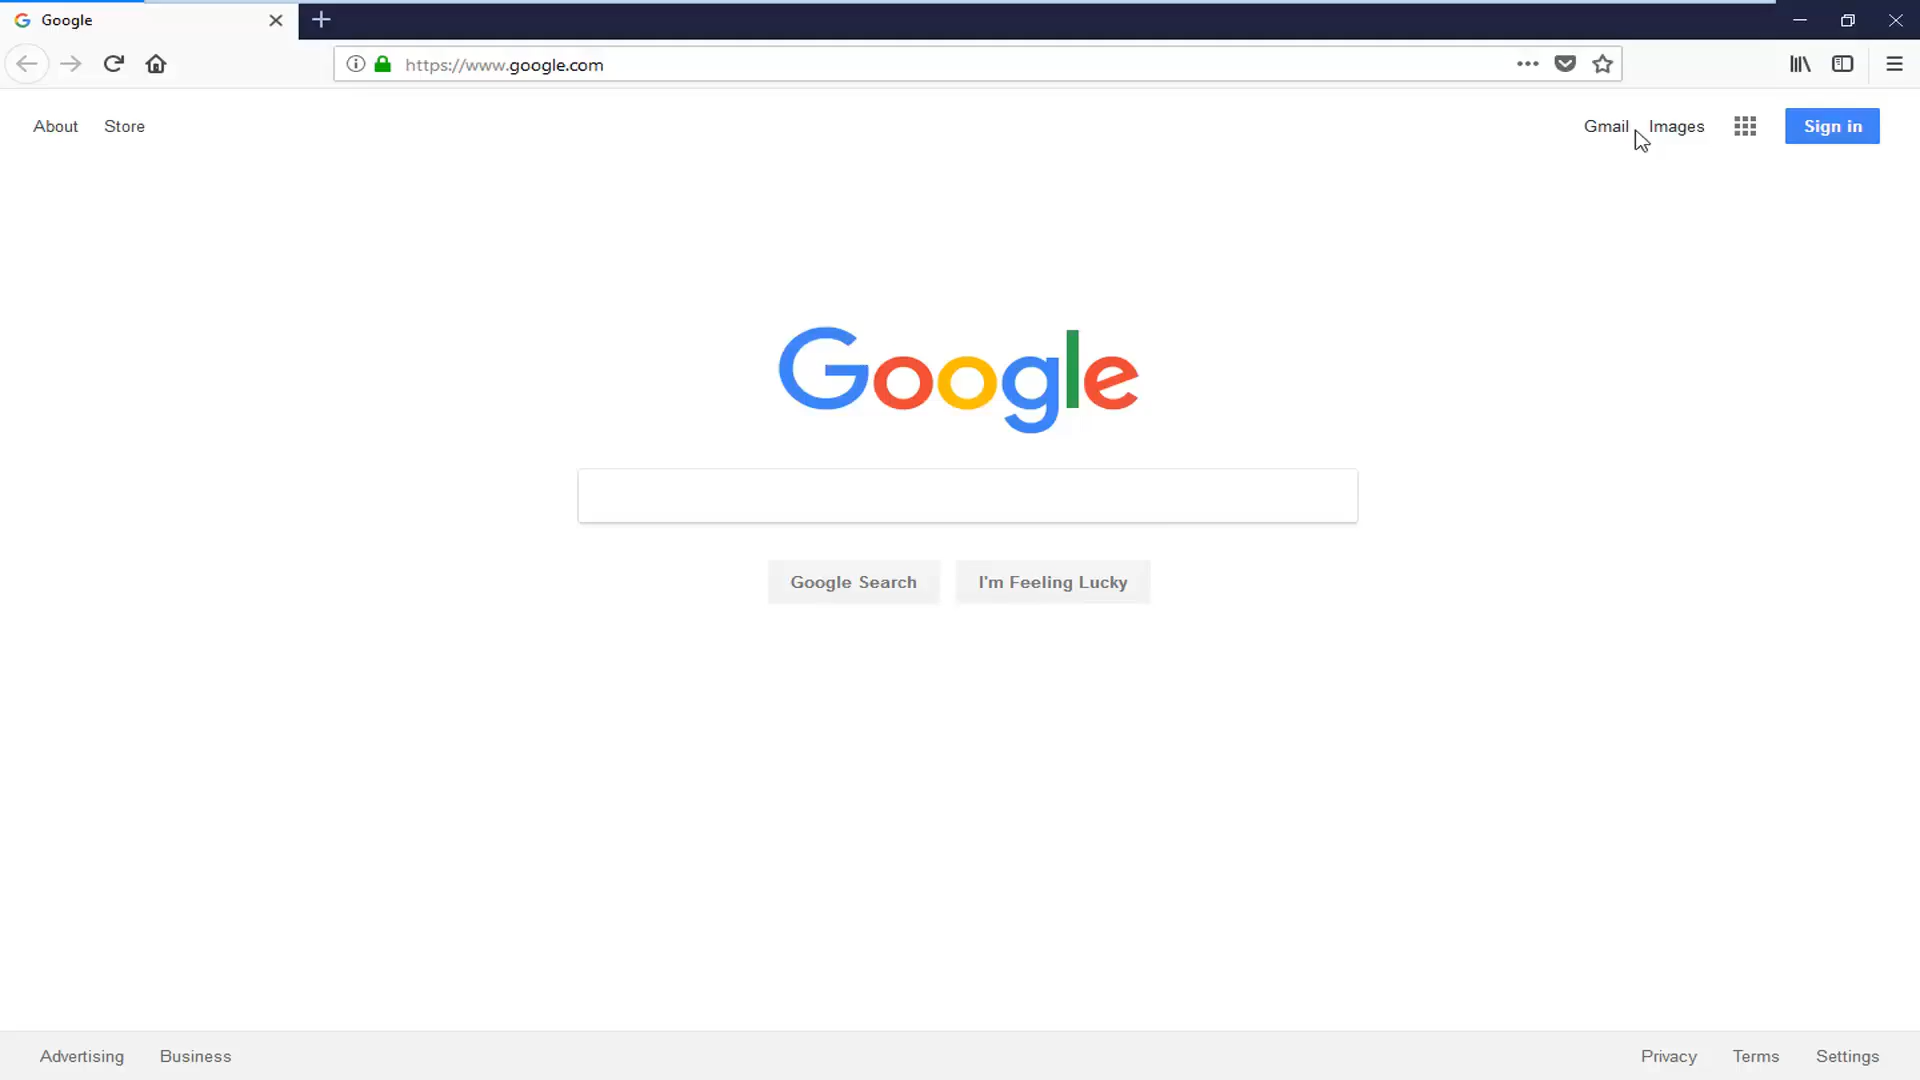 Google
https://www.google.com
About Store
Gmail Images Sign in
Google
Google Search I'm Feeling Lucky
Advertising Business
Privacy Terms Settings